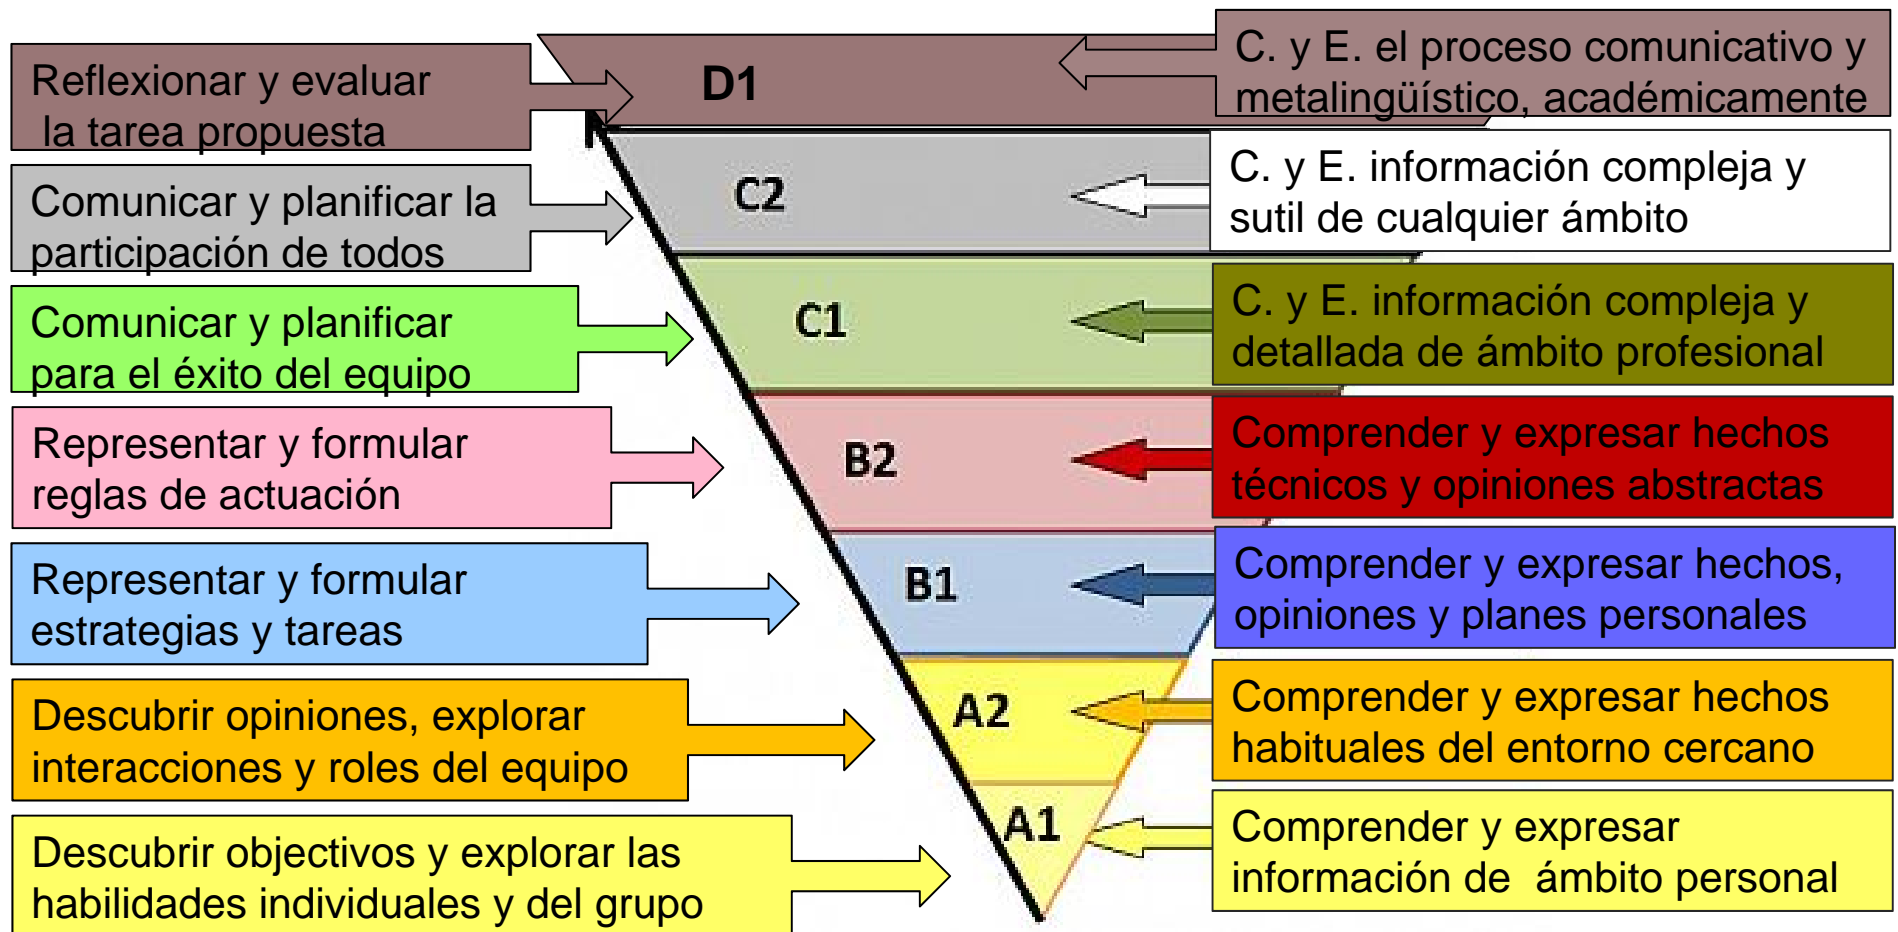 Reflexionar y evaluar
la tarea propuesta
D1
C. y E. el proceso comunicativo y
metalingüístico, académicamente
Comunicar y planificar la
participación de todos
C2
C. y E. información compleja y
sutil de cualquier ámbito
Comunicar y planificar
para el éxito del equipo
C1
C. y E. información compleja y
detallada de ámbito profesional
Representar y formular
reglas de actuación
B2
Comprender y expresar hechos
técnicos y opiniones abstractas
Representar y formular
estrategias y tareas
B1
Comprender y expresar hechos,
opiniones y planes personales
Descubrir opiniones, explorar
interacciones y roles del equipo
A2
Comprender y expresar hechos
habituales del entorno cercano
Descubrir objectivos y explorar las
habilidades individuales y del grupo
A1
Comprender y expresar
información de ámbito personal